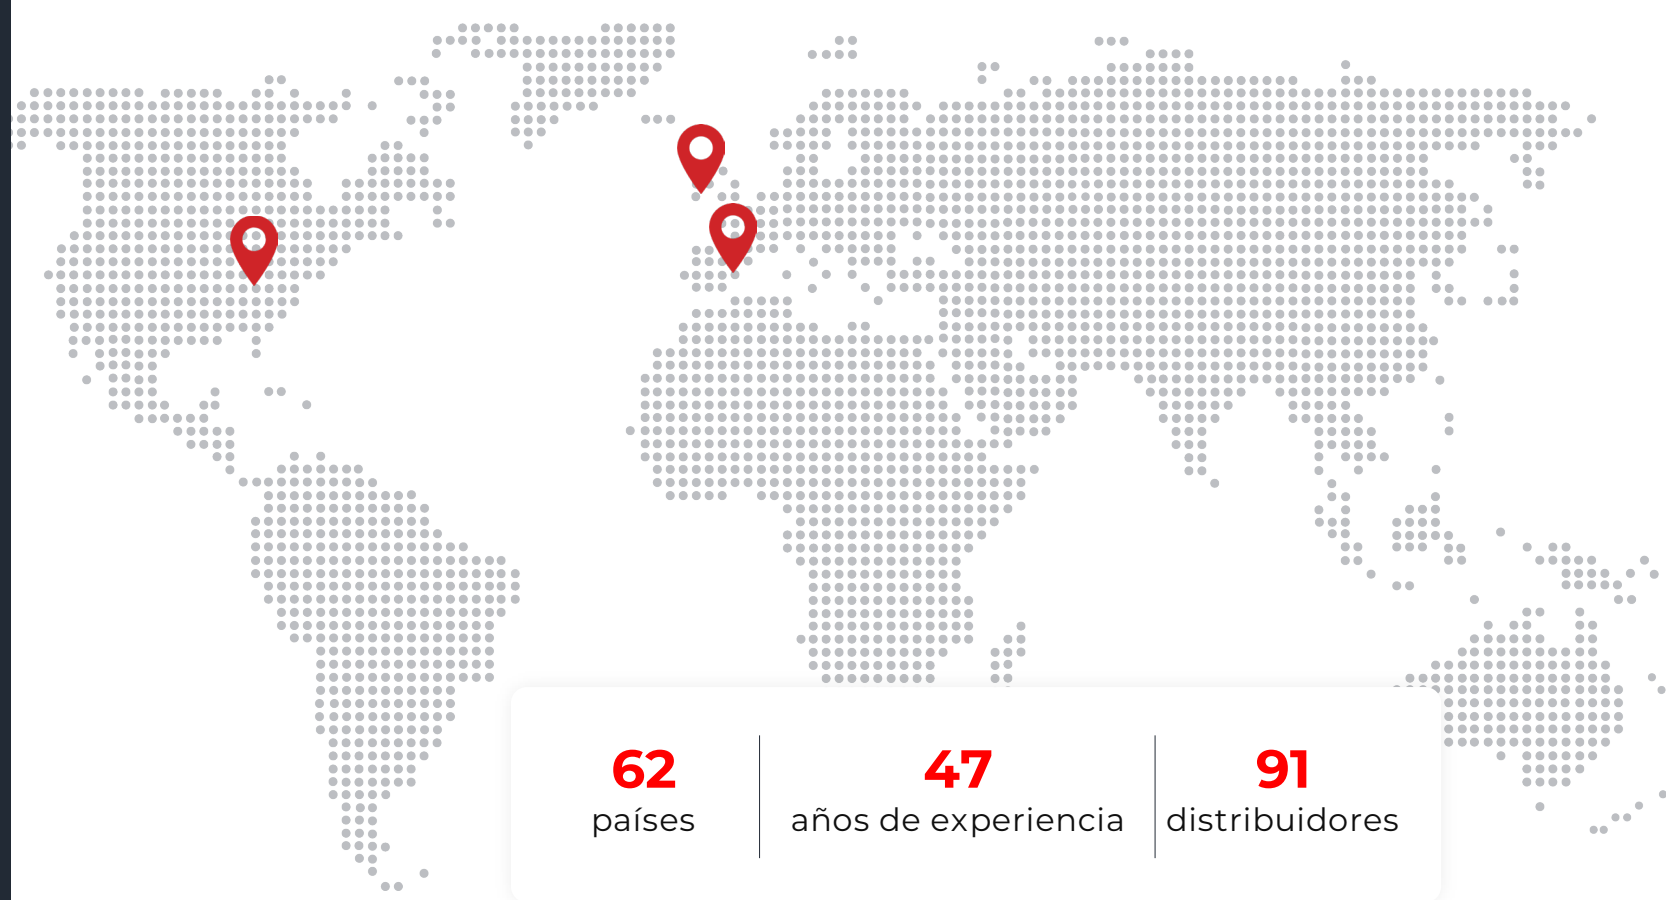 62
países
47
años de experiencia
91
distribuidores